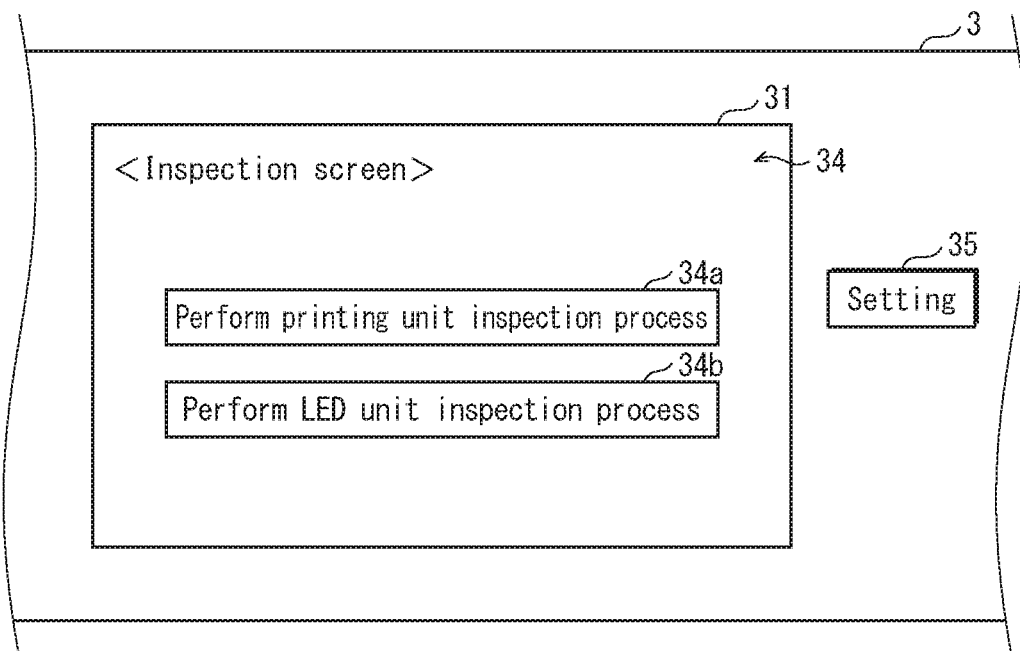 3
31
<Inspection screen>
34
35
Setting
34a
Perform printing unit inspection process
34b
Perform LED unit inspection process